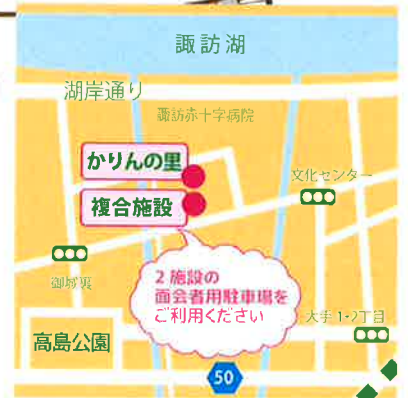 諏訪湖
湖岸通り
諏訪赤十字病院
かりんの里
文化センター
複合施設
御城裏
2施設の
面会者用駐車場を
ご利用ください
大手1・2丁目
高島公園
50